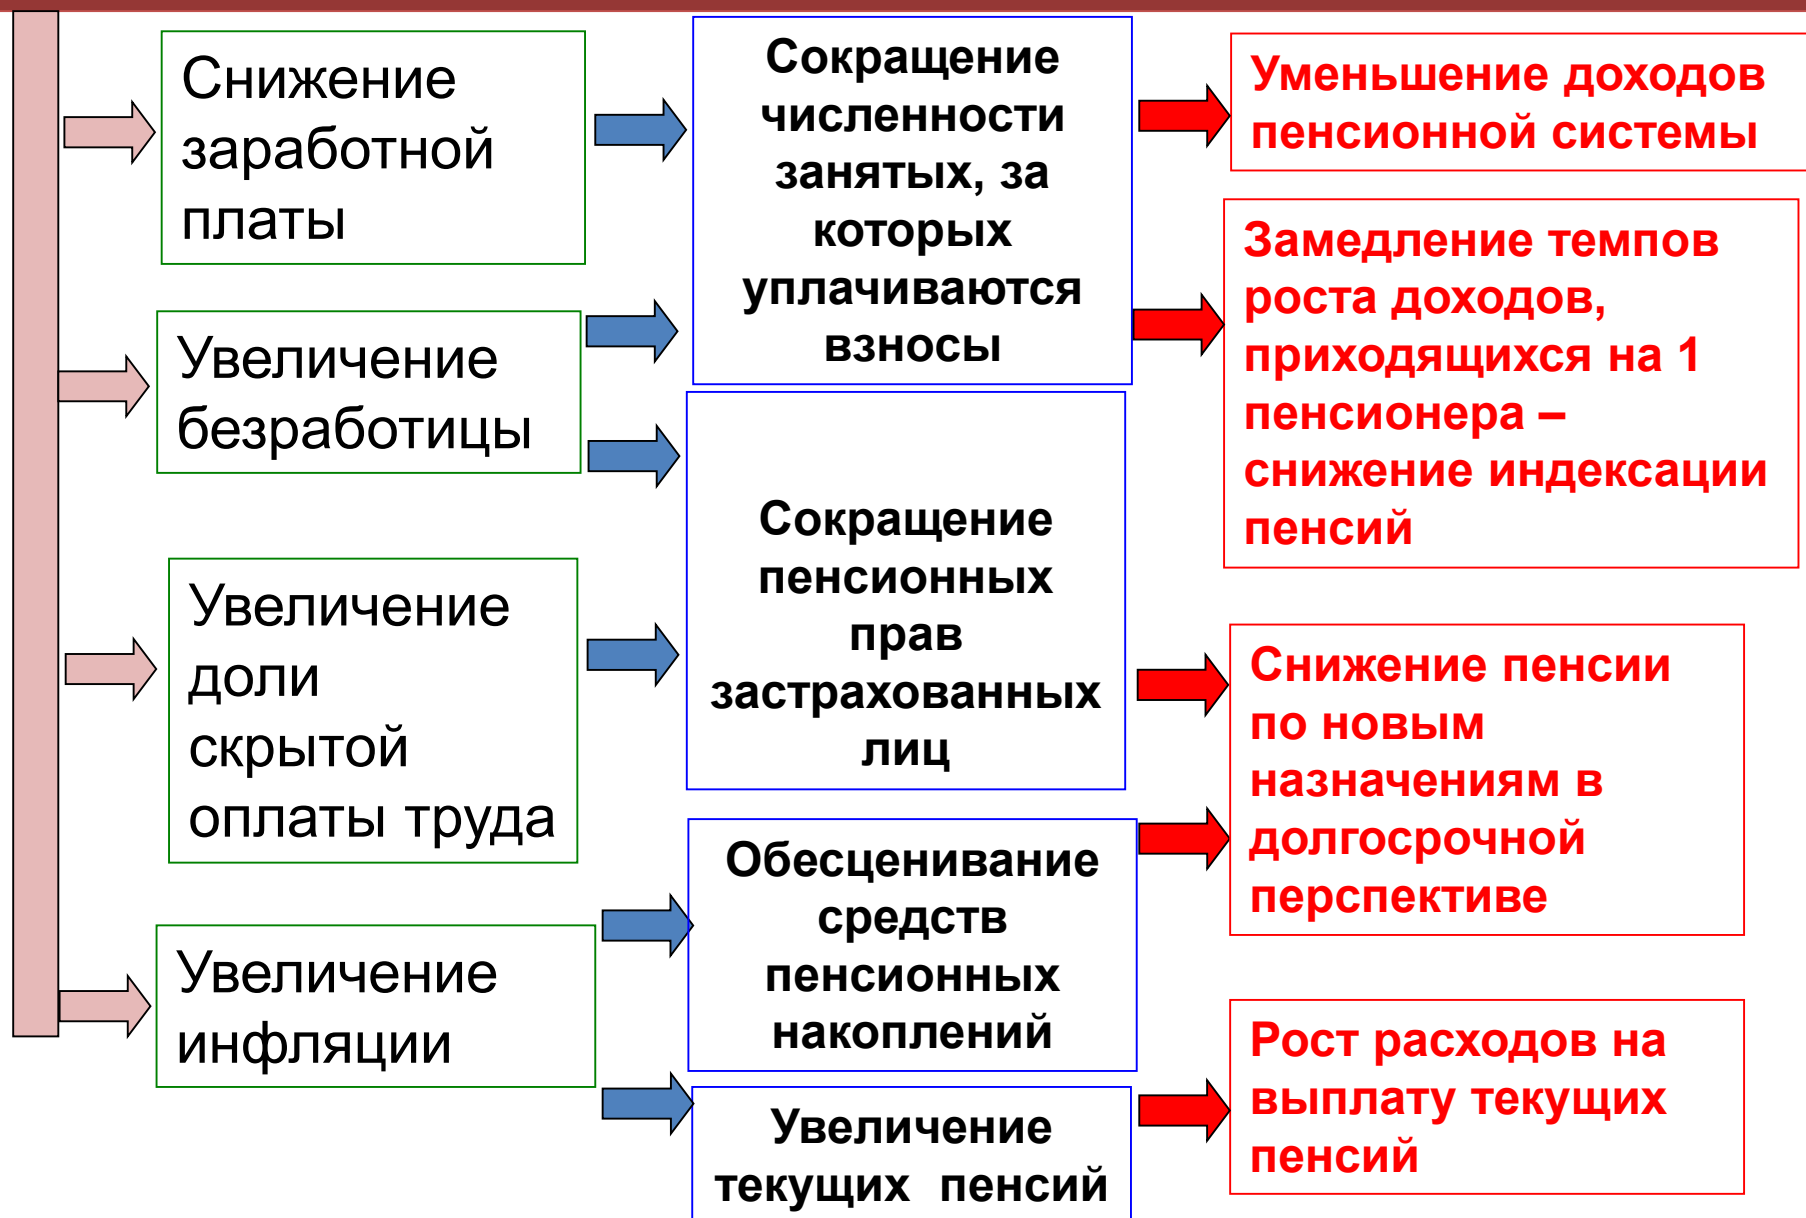 Снижение
заработной
платы
Увеличение
безработицы
Увеличение
доли
скрытой
оплаты труда
Увеличение
инфляции
Сокращение
численности
занятых, за
которых
уплачиваются
взносы
Сокращение
пенсионных
прав
застрахованных
лиц
Обесценивание
средств
пенсионных
накоплений
Увеличение
текущих пенсий
Уменьшение доходов
пенсионной системы
Замедление темпов
роста доходов,
приходящихся на 1
пенсионера –
снижение индексации
пенсий
Снижение пенсии
по новым
назначениям в
долгосрочной
перспективе
Рост расходов на
выплату текущих
пенсий